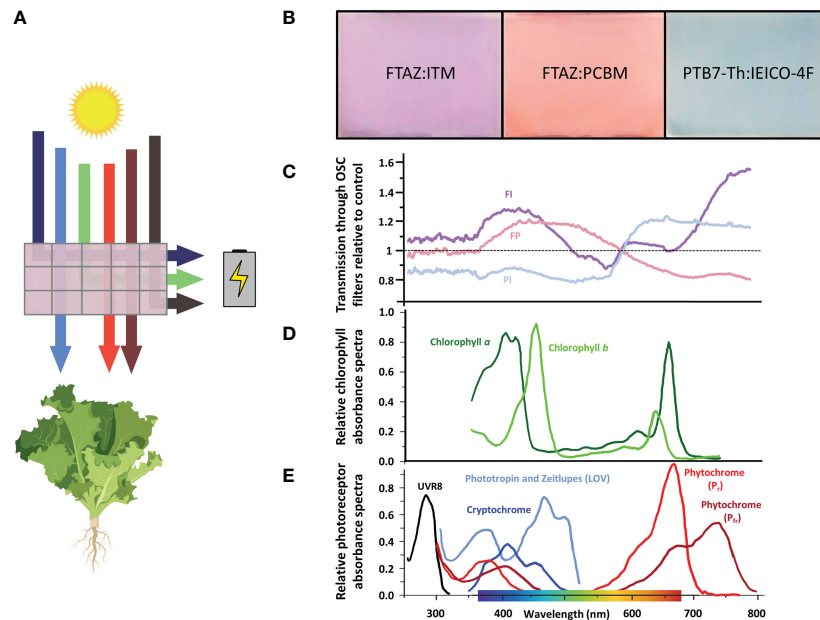 A
B
FTAZ:ITM
FTAZ:PCBM
PTB7-Th:IEICO-4F
C
Transmission through OSC
filters relative to control
1.6
1.4
1.2
1
0.8
FI
FP
PI
D
Relative chlorophyll
absorbance spectra
1.0
0.8
0.6
0.4
0.2
0.0
Chlorophyll a
Chlorophyll b
E
Relative photoreceptor
absorbance spectra
0.8
0.6
0.4
0.2
0
UVR8
Phototropin and Zeitlupes (LOV)
Cryptochrome
Phytochrome
(Pr)
Phytochrome
(Pfr)
300
400
Wavelength (nm)
600
700
800